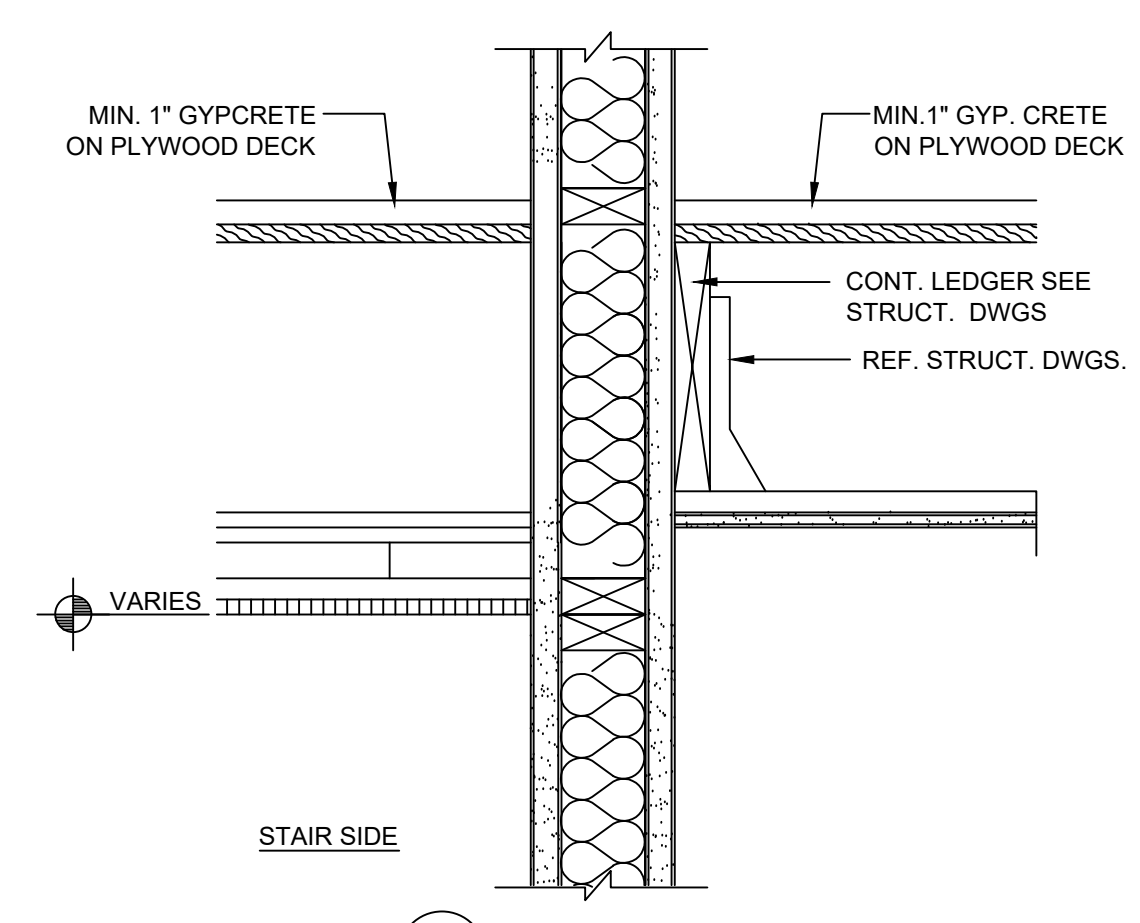 MIN. 1" GYPCRETE
ON PLYWOOD DECK
MIN.1" GYP. CRETE
ON PLYWOOD DECK
CONT. LEDGER SEE
STRUCT. DWGS
REF. STRUCT. DWGS.
VARIES
STAIR SIDE